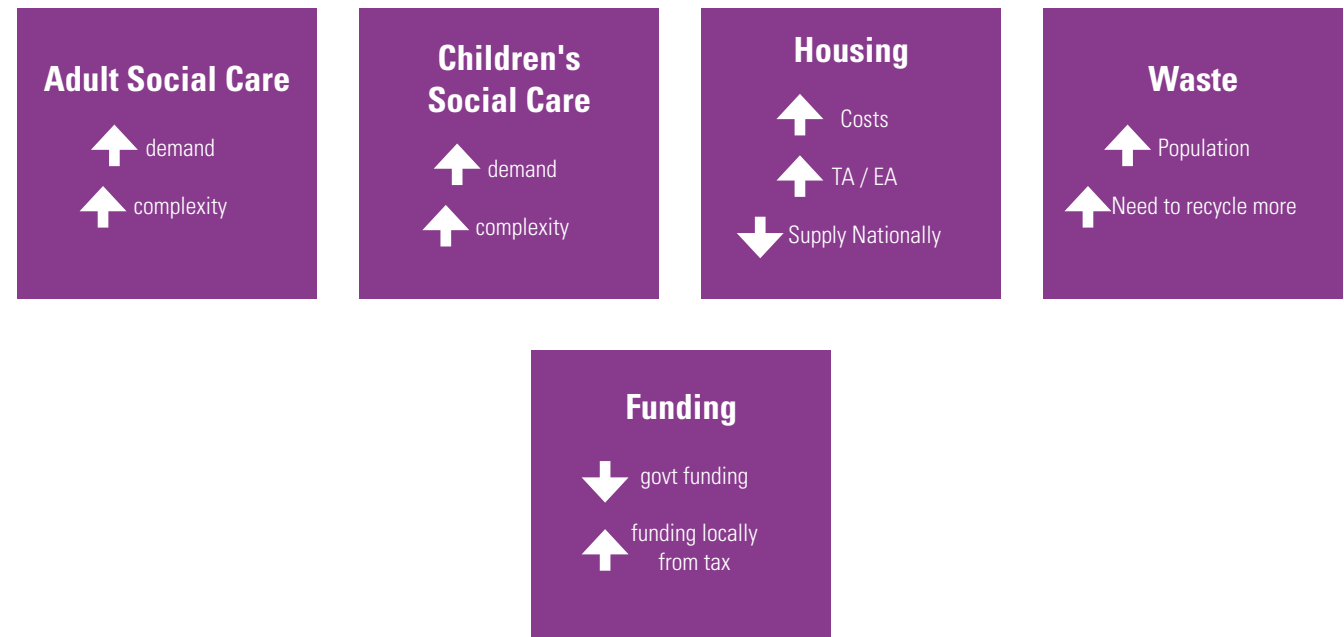 Adult Social Care
demand
complexity
Children's
Social Care
demand
complexity
Housing
Costs
TA / EA
Supply Nationally
Waste
Population
Need to recycle more
Funding
govt funding
funding locally
from tax